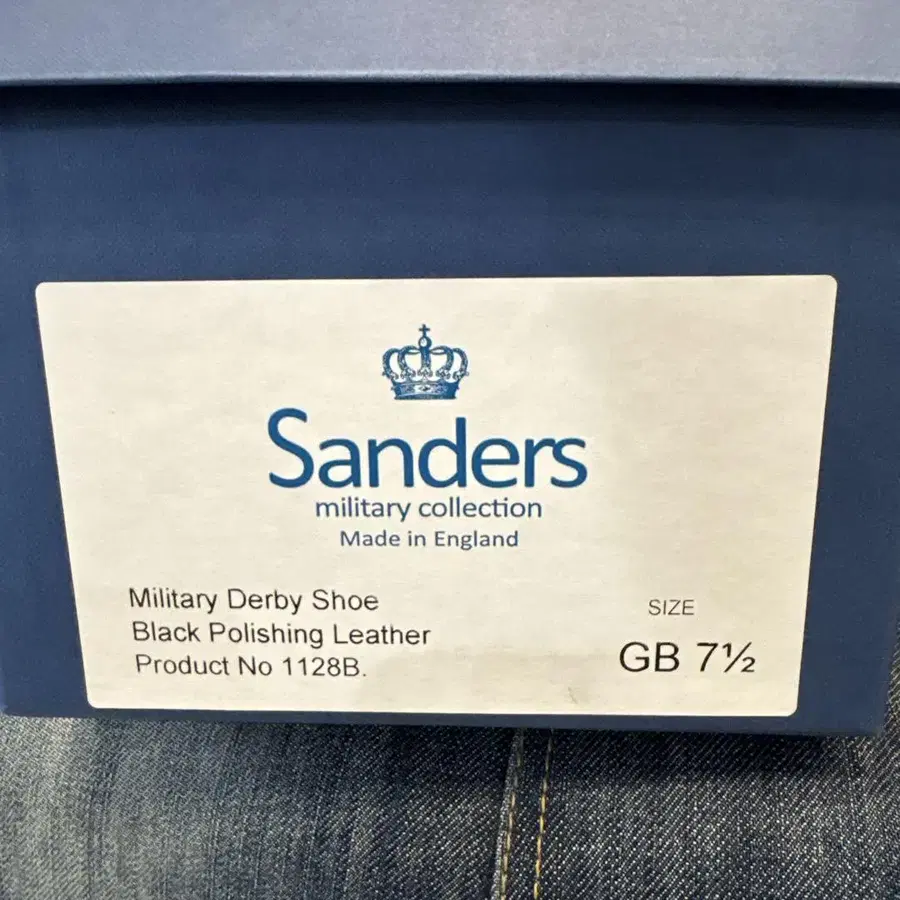 Sanders
military collection
Made in England
Military Derby Shoe
Black Polishing Leather
Product No 1128B.
SIZE
GB 7½